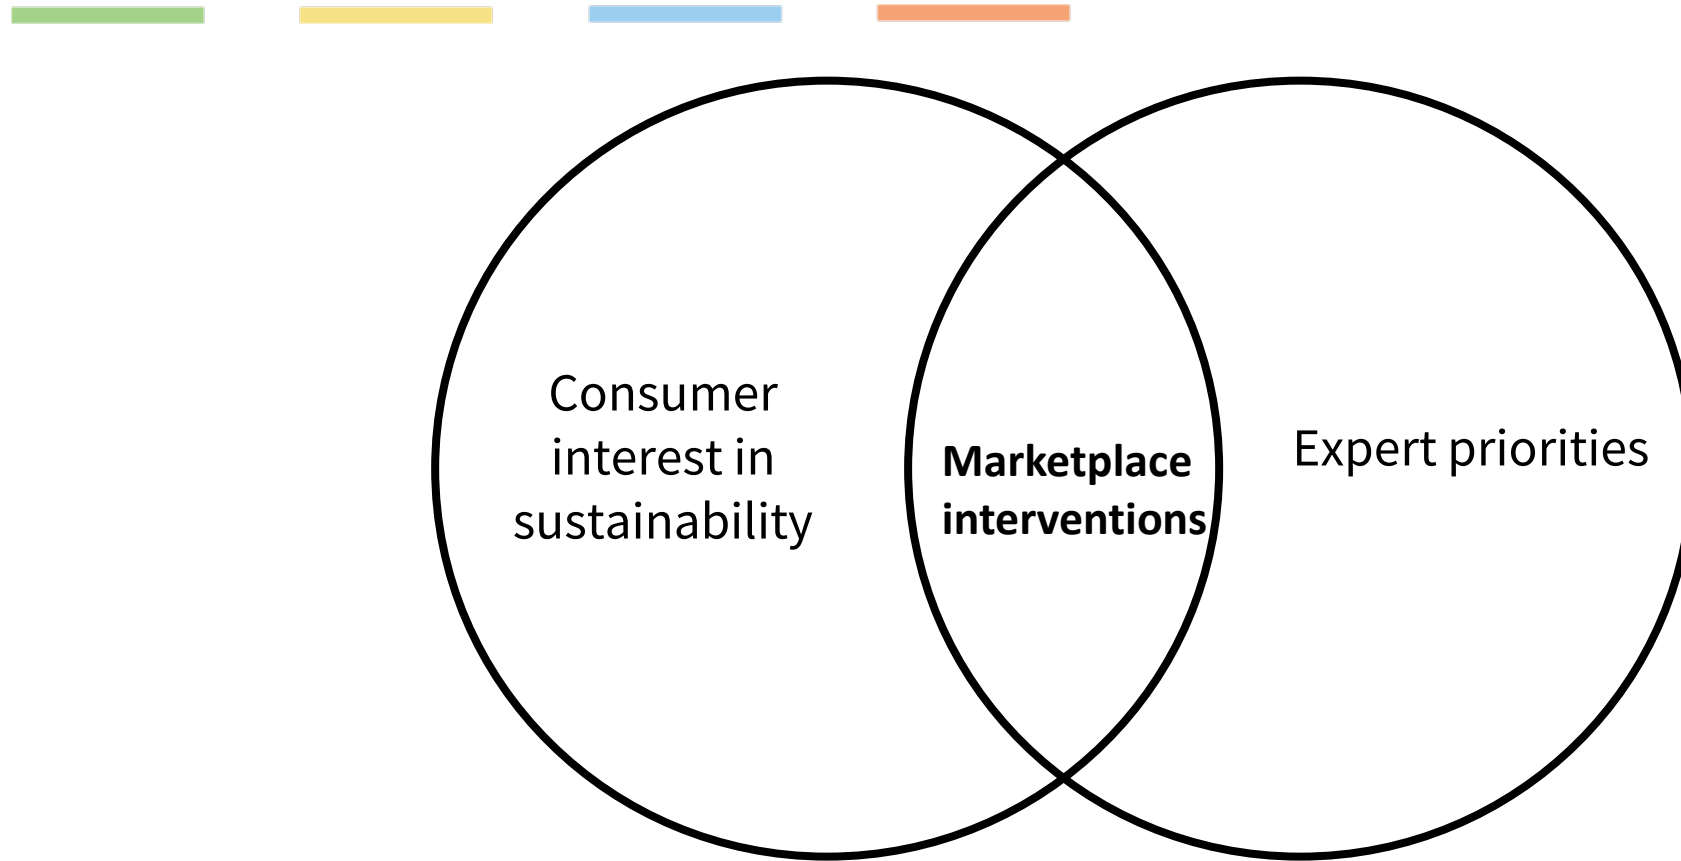 Consumer
interest in
sustainability
Marketplace
interventions
Expert priorities